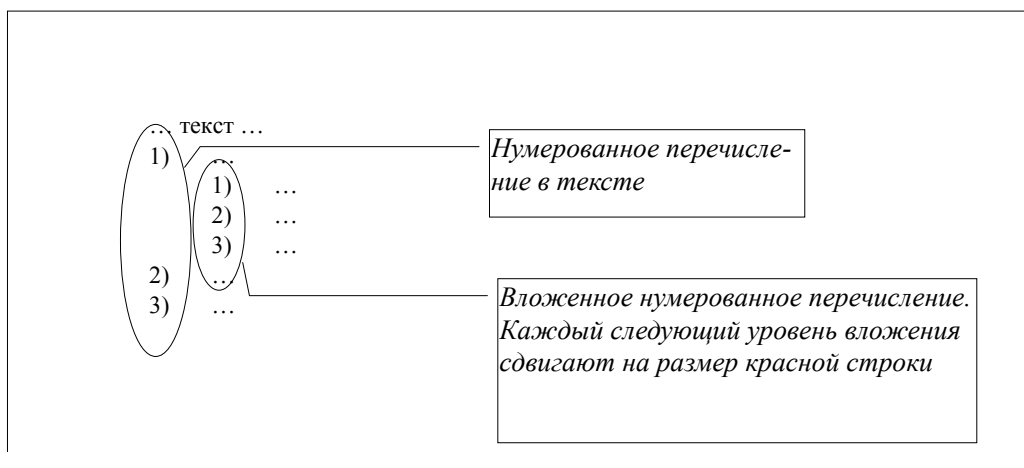 … текст …
1) …
1) …
2) …
3) …
2) …
3) …
Нумерованное перечисле-
ние в тексте
Вложенное нумерованное перечисление.
Каждый следующий уровень вложения
сдвигают на размер красной строки